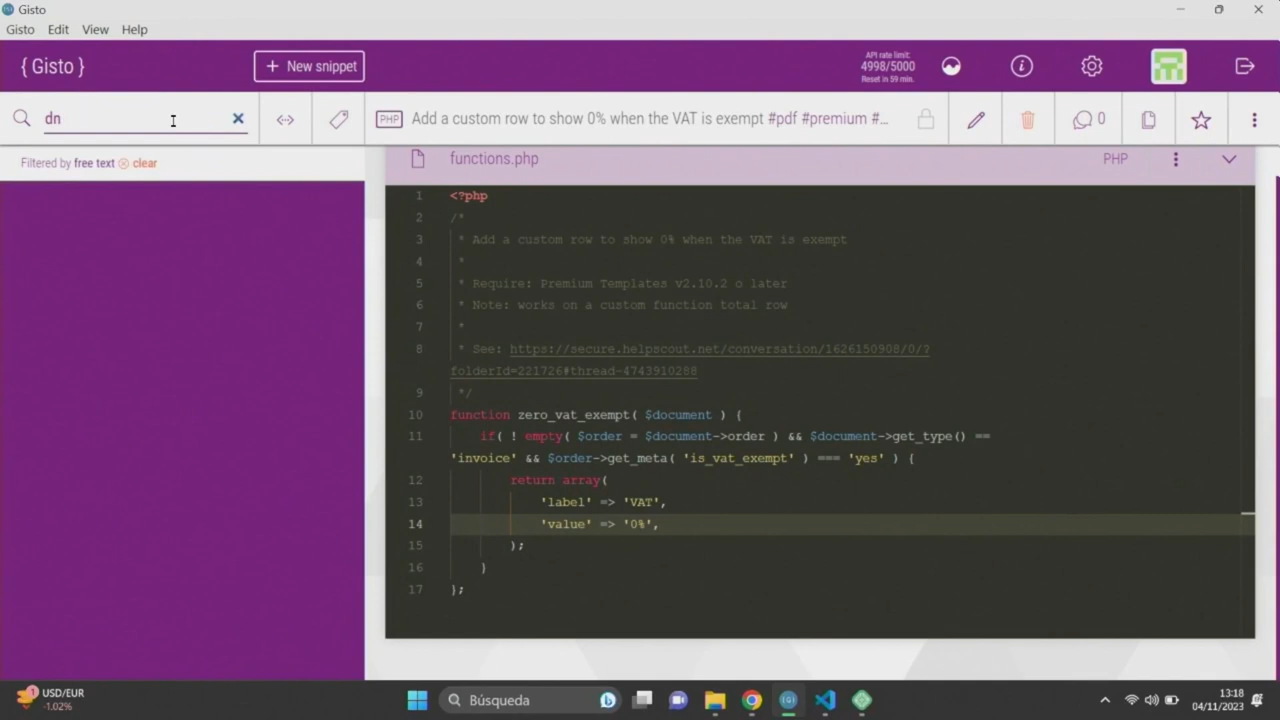 Gisto
Gisto Edit View Help
{ Gisto }
+ New snippet
API rate limit:
4998/5000
Reset in 59 min.
dn
PHP Add a custom row to show 0% when the VAT is exempt #pdf #premium #...
0
Filtered by free text clear
functions.php PHP
1 <?php
2 /*
3 * Add a custom row to show 0% when the VAT is exempt
4 *
5 * Require: Premium Templates v2.10.2 o later
6 * Note: works on a custom function total row
7 *
8 * See: https://secure.helpscout.net/conversation/1626150908/0/?
folderId=221726#thread-4743910288
9 */
10 function zero_vat_exempt( $document ) {
11 if( ! empty( $order = $document->order ) && $document->get_type() ==
'invoice' && $order->get_meta( 'is_vat_exempt' ) === 'yes' ) {
12 return array(
13 'label' => 'VAT',
14 'value' => '0%',
15 );
16 }
17 };
1
USD/EUR
-1.02%
Búsqueda
13:18
04/11/2023